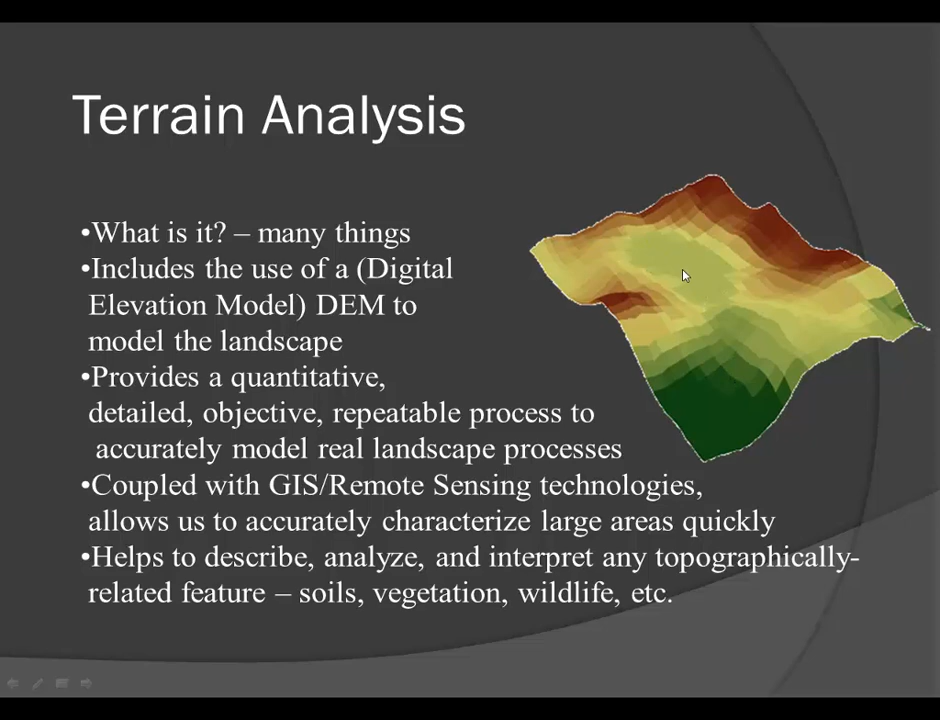 Terrain Analysis
•What is it? – many things
•Includes the use of a (Digital
Elevation Model) DEM to
model the landscape
•Provides a quantitative,
detailed, objective, repeatable process to
accurately model real landscape processes
•Coupled with GIS/Remote Sensing technologies,
allows us to accurately characterize large areas quickly
•Helps to describe, analyze, and interpret any topographically-
related feature – soils, vegetation, wildlife, etc.